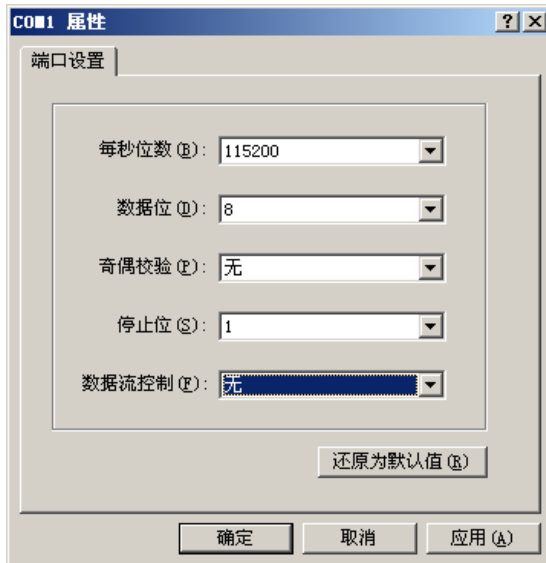 COM1 属性
端口设置
每秒位数(B): 115200
数据位(D): 8
奇偶校验(P): 无
停止位(S): 1
数据流控制(F): 无
还原为默认值(R)
确定 取消 应用(A)